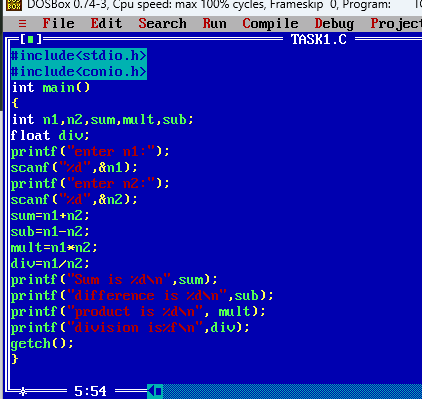 DOSBox 0.74-3, Cpu speed: max 100% cycles, Frameskip 0, Program:
≡ File Edit Search Run Compile Debug Project
[■] TASK1.C
#include<stdio.h>
#include<conio.h>
int main()
{
int n1,n2,sum,mult,sub;
float div;
printf("enter n1:");
scanf("%d",&n1);
printf("enter n2:");
scanf("%d",&n2);
sum=n1+n2;
sub=n1-n2;
mult=n1*n2;
div=n1/n2;
printf("Sum is %d\n",sum);
printf("difference is %d\n",sub);
printf("product is %d\n", mult);
printf("division is%f\n",div);
getch();
}
5:54